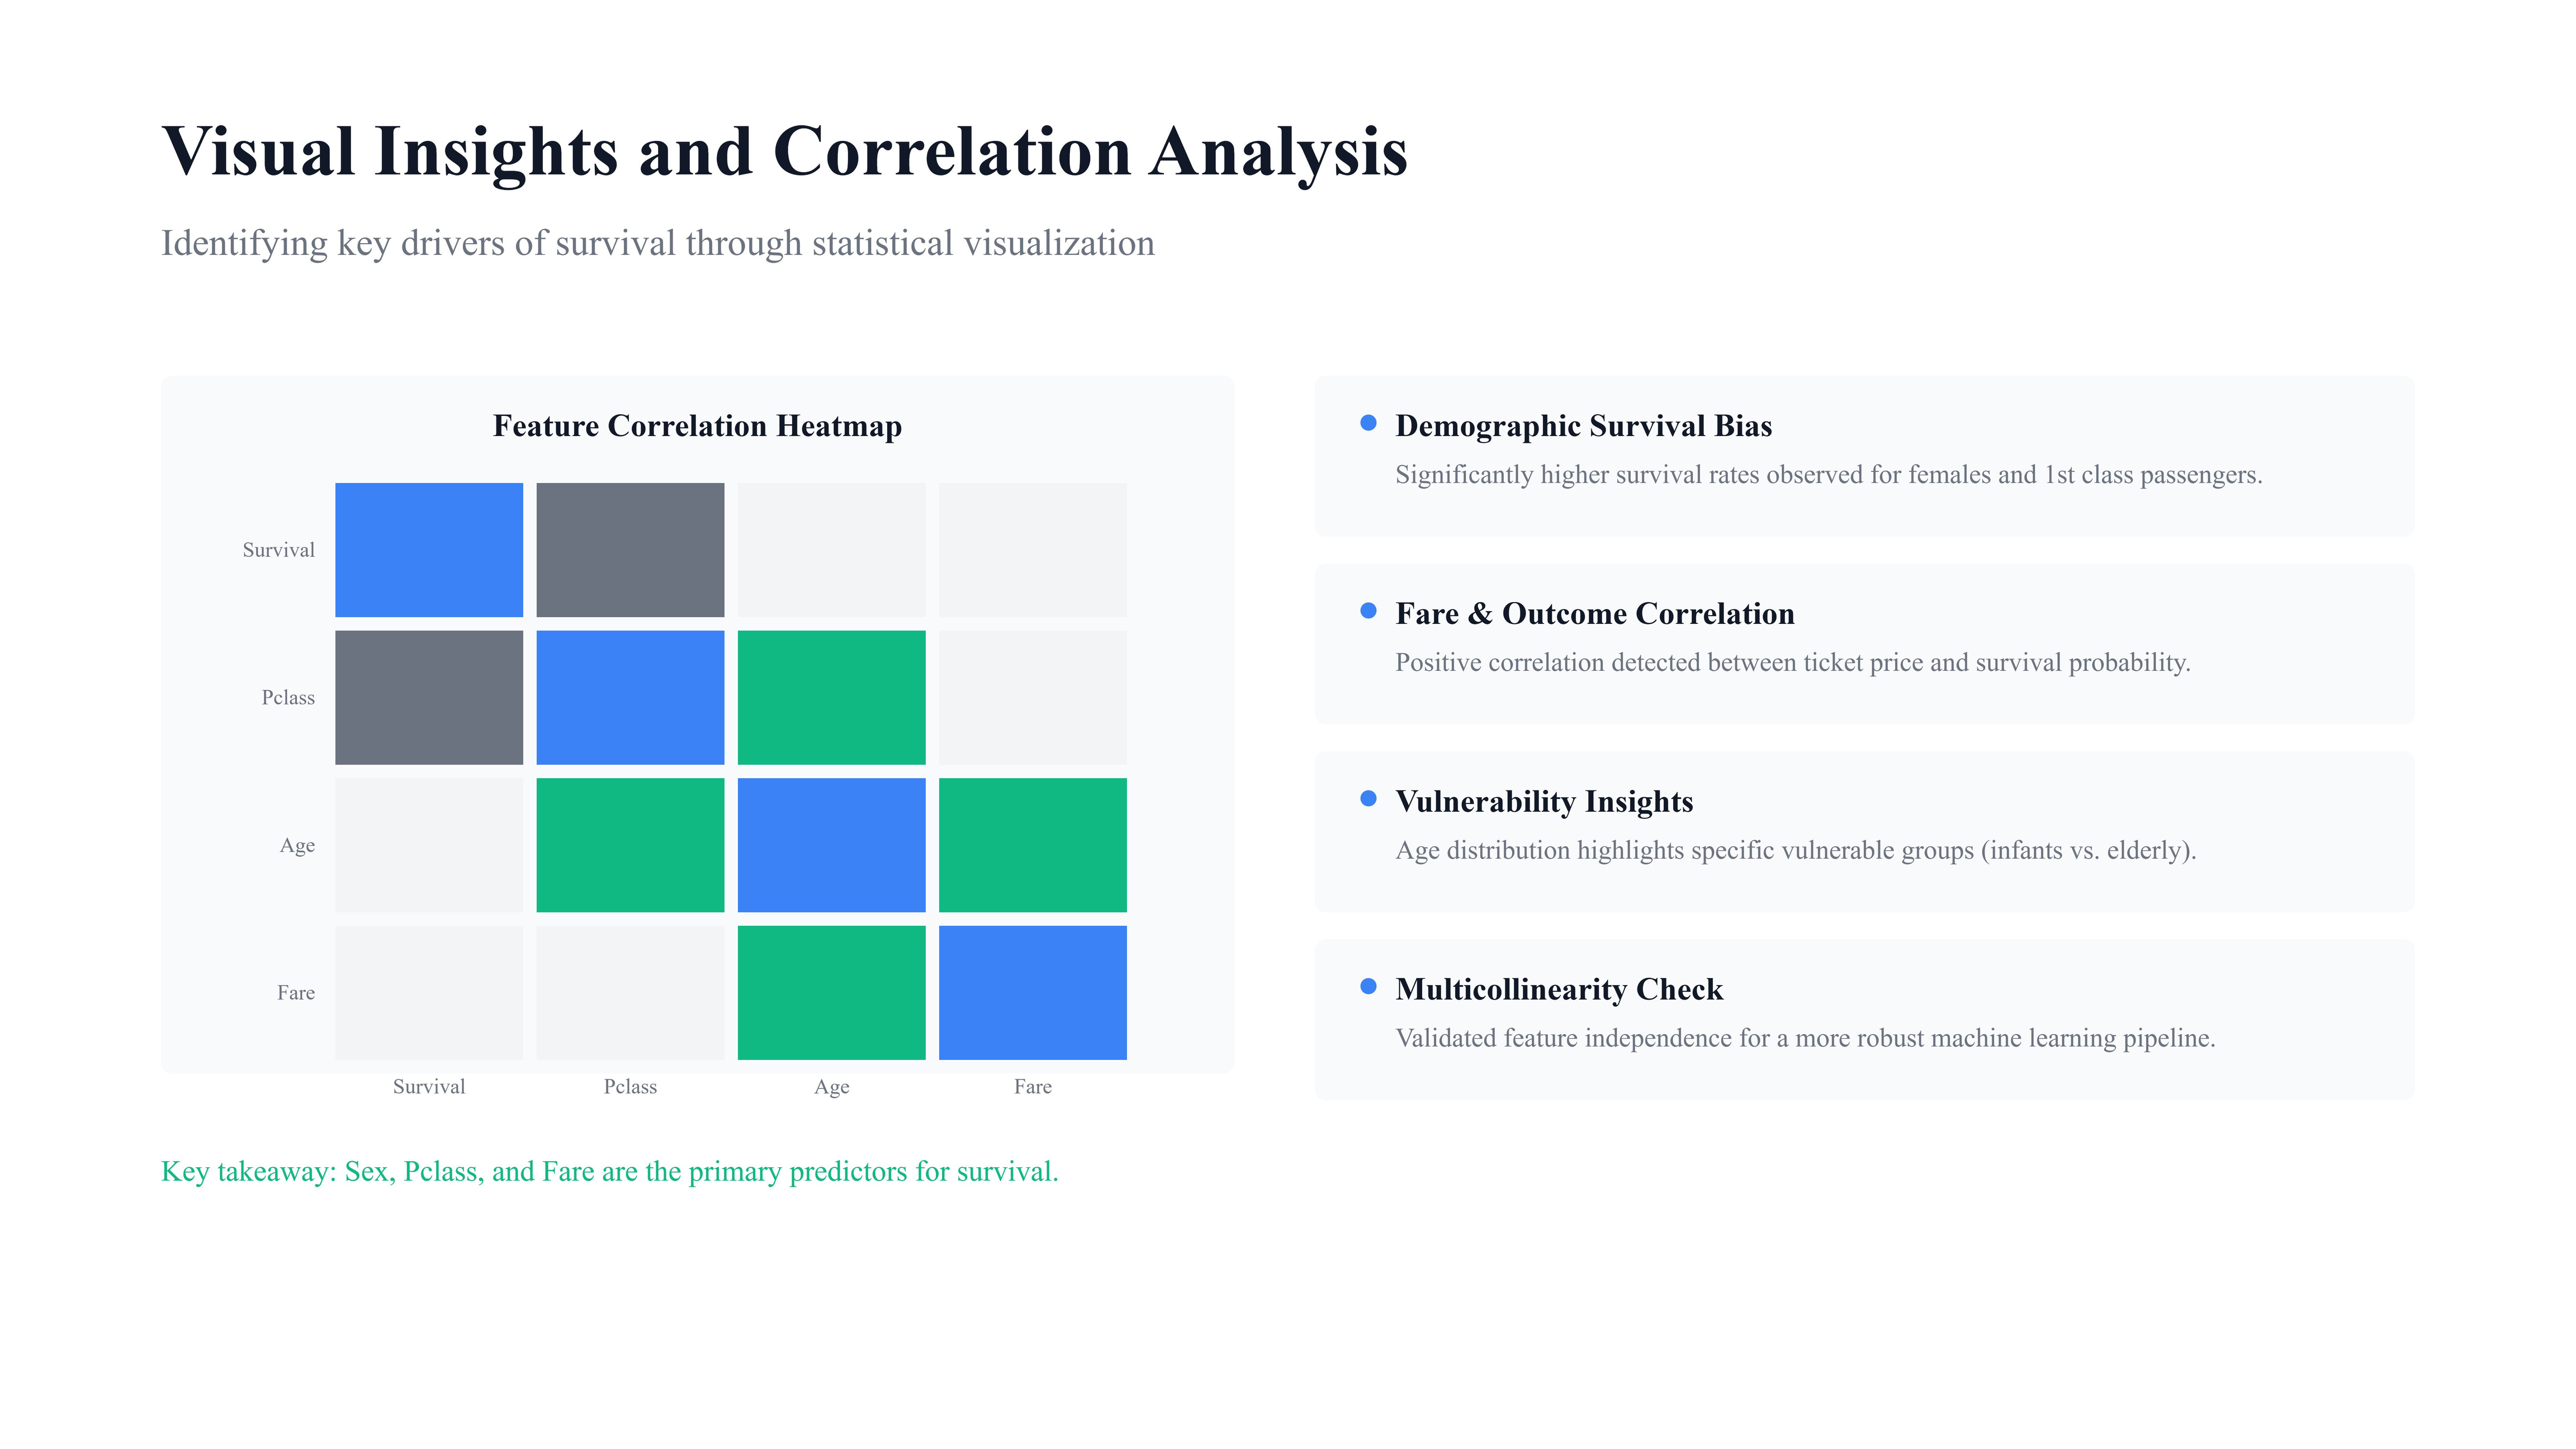 Visual Insights and Correlation Analysis
Identifying key drivers of survival through statistical visualization
Feature Correlation Heatmap
Survival
Pclass
Age
Fare
Survival
Pclass
Age
Fare
Demographic Survival Bias
Significantly higher survival rates observed for females and 1st class passengers.
Fare & Outcome Correlation
Positive correlation detected between ticket price and survival probability.
Vulnerability Insights
Age distribution highlights specific vulnerable groups (infants vs. elderly).
Multicollinearity Check
Validated feature independence for a more robust machine learning pipeline.
Key takeaway: Sex, Pclass, and Fare are the primary predictors for survival.